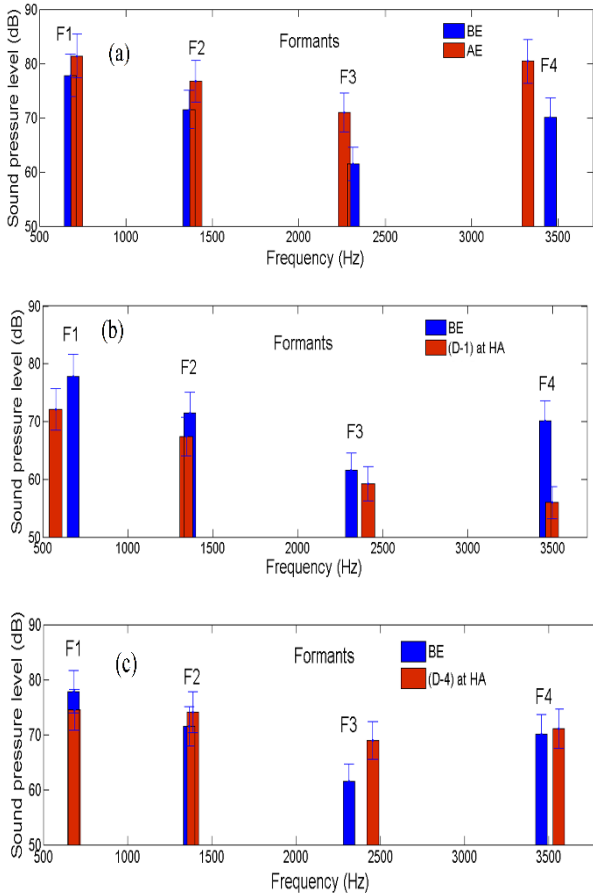 Sound pressure level (dB)
90
80
70
60
50
F1
(a)
F2
Formants
F3
F4
BE
AE
500
1000
1500
2000
2500
3000
3500
Frequency (Hz)
Sound pressure level (dB)
90
80
70
60
50
F1
(b)
F2
Formants
F3
F4
BE
(D-1) at HA
500
1000
1500
2000
2500
3000
3500
Frequency (Hz)
Sound pressure level (dB)
90
80
70
60
50
F1
(c)
F2
Formants
F3
F4
BE
(D-4) at HA
500
1000
1500
2000
2500
3000
3500
Frequency (Hz)